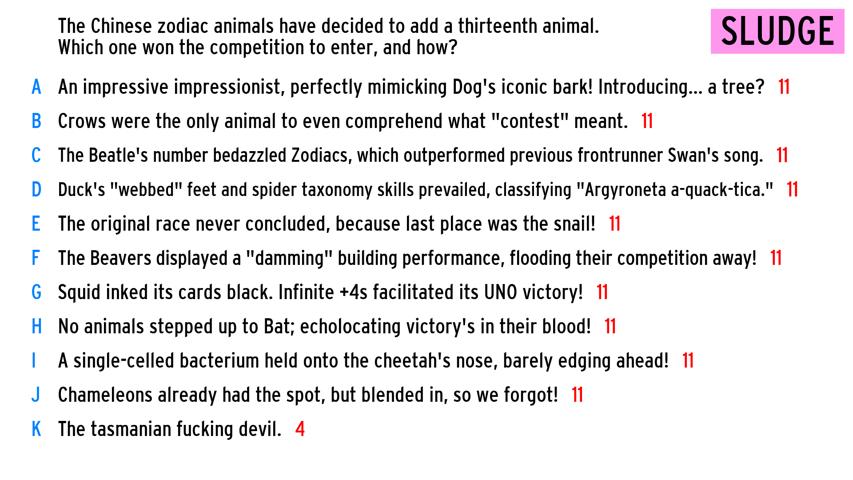 The Chinese zodiac animals have decided to add a thirteenth animal.
Which one won the competition to enter, and how?
SLUDGE
A An impressive impressionist, perfectly mimicking Dog's iconic bark! Introducing... a tree? 11
B Crows were the only animal to even comprehend what "contest" meant. 11
C The Beatle's number bedazzled Zodiacs, which outperformed previous frontrunner Swan's song. 11
D Duck's "webbed" feet and spider taxonomy skills prevailed, classifying "Argyroneta a-quack-tica." 11
E The original race never concluded, because last place was the snail! 11
F The Beavers displayed a "damming" building performance, flooding their competition away! 11
G Squid inked its cards black. Infinite +4s facilitated its UNO victory! 11
H No animals stepped up to Bat; echolocating victory's in their blood! 11
I A single-celled bacterium held onto the cheetah's nose, barely edging ahead! 11
J Chameleons already had the spot, but blended in, so we forgot! 11
K The tasmanian fucking devil. 4